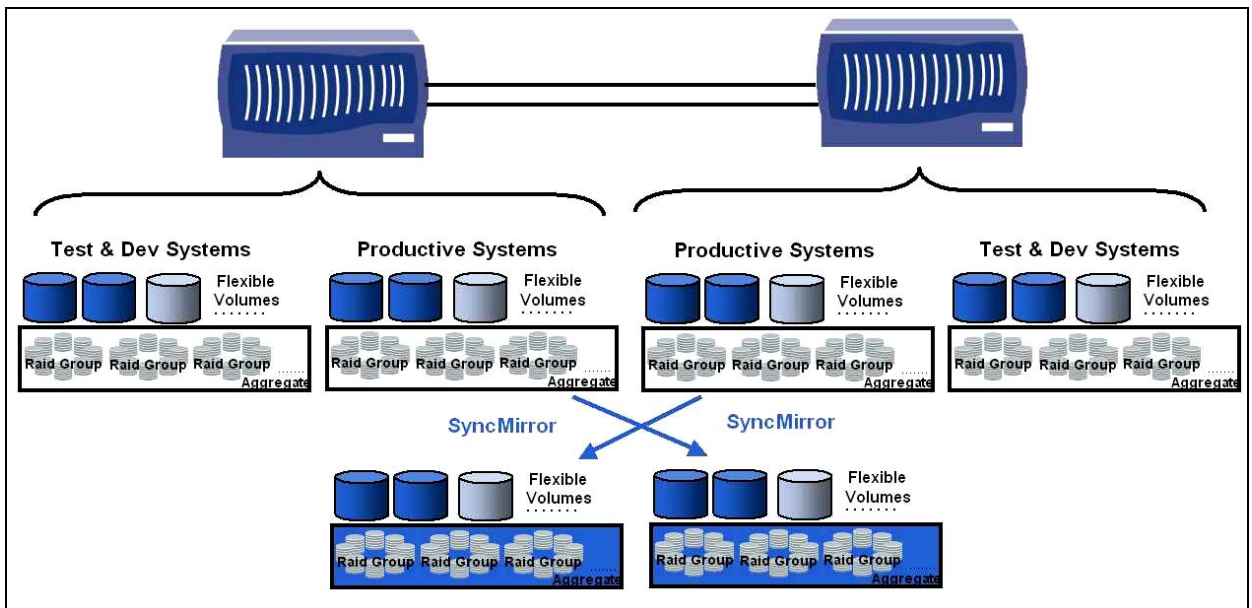 Test & Dev Systems
Productive Systems
Productive Systems
Test & Dev Systems
Flexible
Volumes
.......
Flexible
Volumes
.......
Flexible
Volumes
.......
Flexible
Volumes
.......
Raid Group Raid Group Raid Group ......
Aggregate
Raid Group Raid Group Raid Group ......
Aggregate
Raid Group Raid Group Raid Group ......
Aggregate
Raid Group Raid Group Raid Group ......
Aggregate
SyncMirror
SyncMirror
Flexible
Volumes
.......
Flexible
Volumes
.......
Raid Group Raid Group Raid Group ......
Aggregate
Raid Group Raid Group Raid Group ......
Aggregate